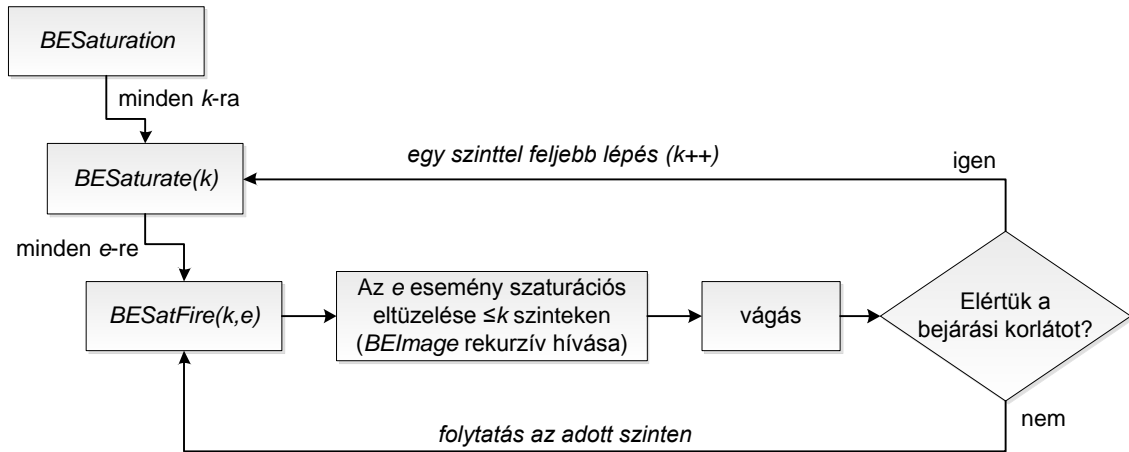 BESaturation
minden k-ra
egy szinttel feljebb lépés (k++)
igen
BESaturate(k)
minden e-re
BESatFire(k,e)
Az e esemény szaturációs
eltüzelése ≤k szinteken
(BEImage rekurzív hívása)
vágás
Elértük a
bejárási korlátot?
nem
folytatás az adott szinten